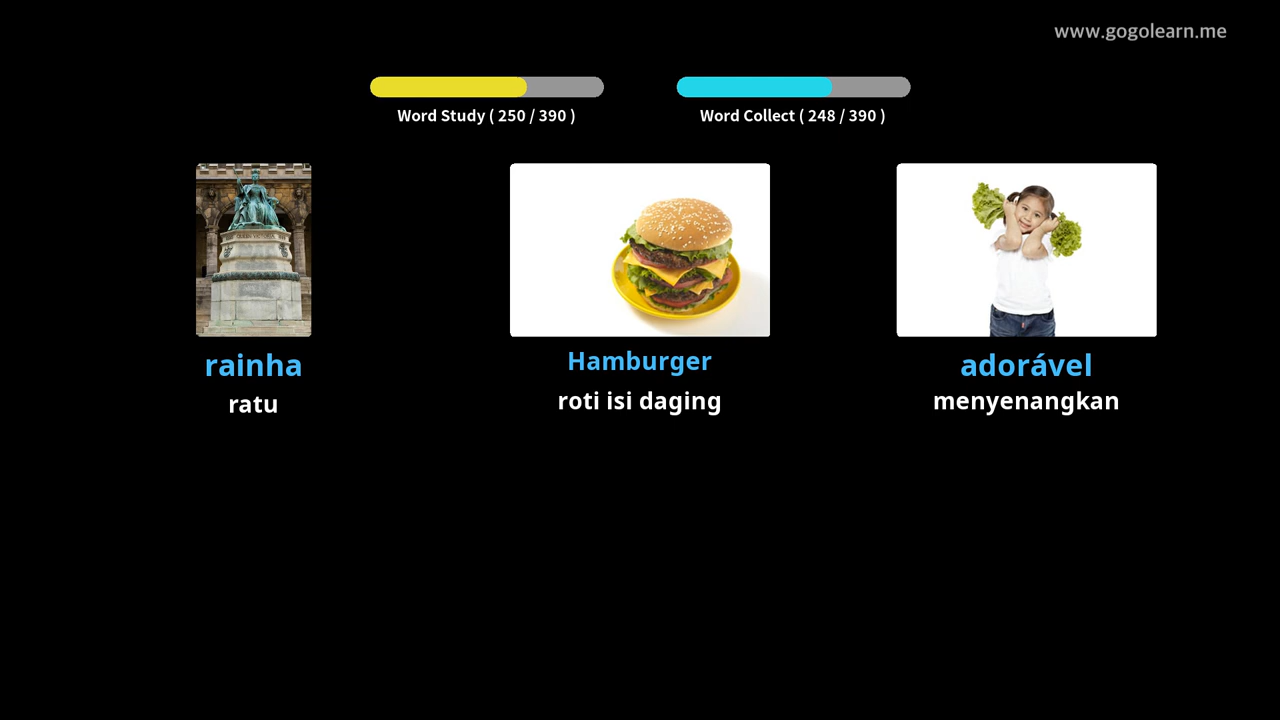 www.gogolearn.me
Word Study ( 250 / 390 )
Word Collect ( 248 / 390 )
rainha
Hamburger
adorável
ratu
roti isi daging
menyenangkan